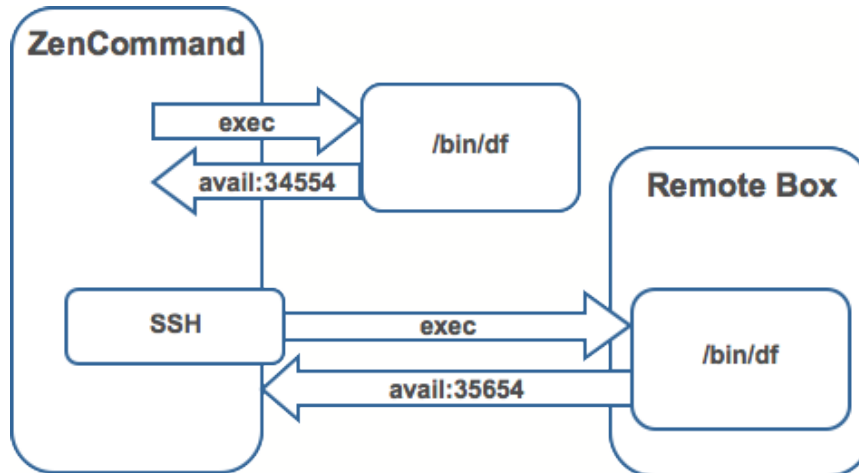 ZenCommand
exec
/bin/df
avail:34554
Remote Box
SSH
exec
/bin/df
avail:35654